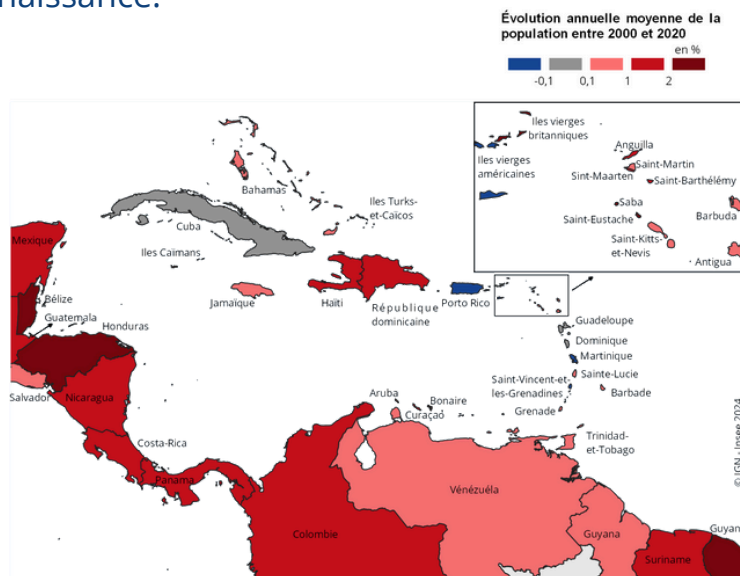 naissance.
Évolution annuelle moyenne de la
population entre 2000 et 2020
en %
-0,1
0,1
1
2
Iles vierges
britanniques
Iles vierges
américaines
Anguilla
Saint-Martin
Sint-Maarten
Saint-Barthélémy
Saba
Saint-Eustache
Barbuda
Saint-Kitts-
et-Nevis
Antigua
Bahamas
Iles Turks-
et-Caïcos
Cuba
Mexique
Iles Caïmans
Bélize
Jamaïque
Haïti
République
dominicaine
Porto Rico
Guatemala
Honduras
Guadeloupe
Dominique
Martinique
Sainte-Lucie
Saint-Vincent-et-
les-Grenadines
Barbade
Salvador
Nicaragua
Aruba
Bonaire
Curaçao
Grenade
Costa-Rica
Trinidad-
et-Tobago
Panama
Vénézuéla
Colombie
Guyana
Suriname
Guyan
© IGN - Insee 2024